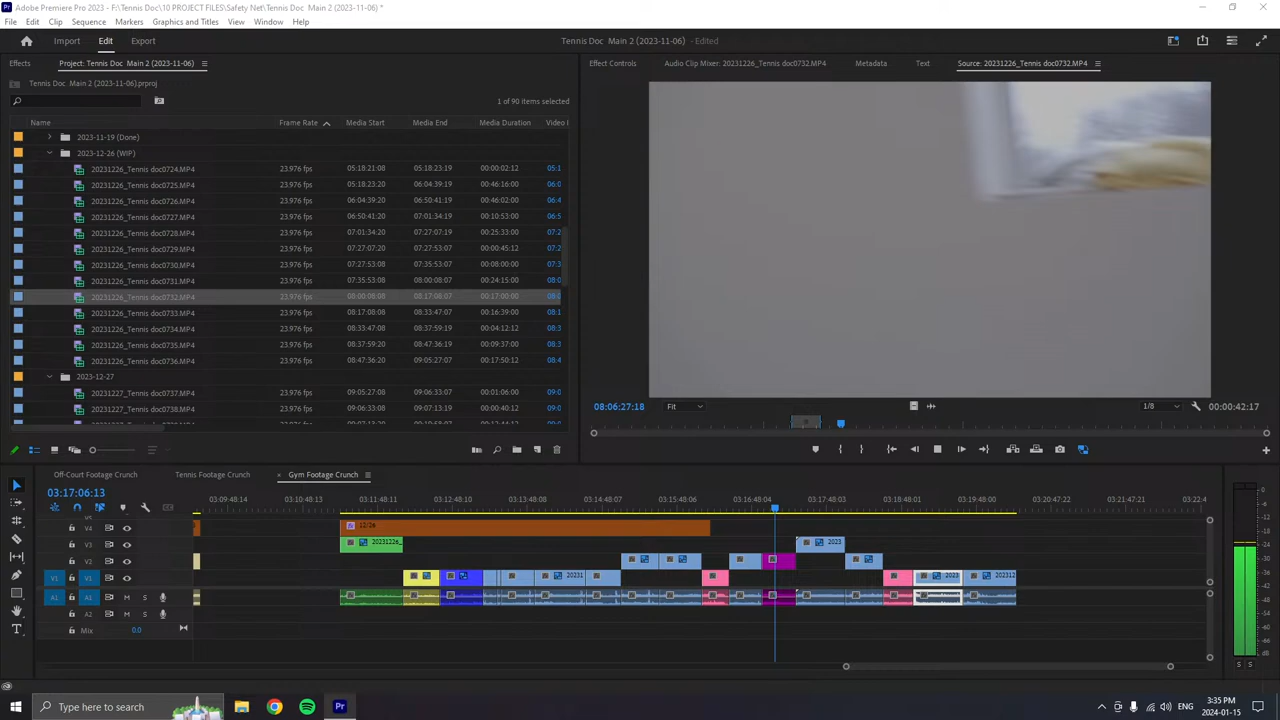 Adobe Premiere Pro 2023 - F:\Tennis Doc\10 PROJECT FILES\Safety Net\Tennis Doc Main 2 (2023-11-06) *
File Edit Clip Sequence Markers Graphics and Titles View Window Help
Import Edit Export Tennis Doc Main 2 (2023-11-06) - Edited
Effects Project: Tennis Doc Main 2 (2023-11-06) Effect Controls Audio Clip Mixer: 20231226_Tennis doc0732.MP4 Metadata Text Source: 20231226_Tennis doc0732.MP4
Tennis Doc Main 2 (2023-11-06).prproj
1 of 90 items selected
Name Frame Rate Media Start Media End Media Duration Video I
2023-11-19 (Done)
2023-12-26 (WIP)
20231226_Tennis doc0724.MP4 23.976 fps 05:18:21:08 05:18:23:19 00:00:02:12 05:1
20231226_Tennis doc0725.MP4 23.976 fps 05:18:23:20 06:04:39:19 00:46:16:00 06:0
20231226_Tennis doc0726.MP4 23.976 fps 06:04:39:20 06:50:41:19 00:46:02:00 06:4
20231226_Tennis doc0727.MP4 23.976 fps 06:50:41:20 07:01:34:19 00:10:53:00 06:5
20231226_Tennis doc0728.MP4 23.976 fps 07:01:34:20 07:27:07:19 00:25:33:00 07:2
20231226_Tennis doc0729.MP4 23.976 fps 07:27:07:20 07:27:53:07 00:00:45:12 07:2
20231226_Tennis doc0730.MP4 23.976 fps 07:27:53:08 07:35:53:07 00:08:00:00 07:3
20231226_Tennis doc0731.MP4 23.976 fps 07:35:53:08 08:00:08:07 00:24:15:00 08:0
20231226_Tennis doc0732.MP4 23.976 fps 08:00:08:08 08:17:08:07 00:17:00:00 08:0
20231226_Tennis doc0733.MP4 23.976 fps 08:17:08:08 08:33:47:07 00:16:39:00 08:1
20231226_Tennis doc0734.MP4 23.976 fps 08:33:47:08 08:37:59:19 00:04:12:12 08:3
20231226_Tennis doc0735.MP4 23.976 fps 08:37:59:20 08:47:36:19 00:09:37:00 08:4
20231226_Tennis doc0736.MP4 23.976 fps 08:47:36:20 09:05:27:07 00:17:50:12 08:4
2023-12-27
20231227_Tennis doc0737.MP4 23.976 fps 09:05:27:08 09:06:33:07 00:01:06:00 09:0
20231227_Tennis doc0738.MP4 23.976 fps 09:06:33:08 09:07:13:19 00:00:40:12 09:0
08:06:27:18 Fit 1/8 00:00:42:17
Off-Court Footage Crunch Tennis Footage Crunch Gym Footage Crunch
03:17:06:13 03:09:48:14 03:10:48:13 03:11:48:11 03:12:48:10 03:13:48:08 03:14:48:07 03:15:48:06 03:16:48:04 03:17:48:03 03:18:48:01 03:19:48:00 03:20:47:22 03:21:47:21 03:22:4
V4 12/26
V3 20231226_ 2023
V2
V1 V1 20231 2023 202312
A1 A1 M S
A2 M S
Mix 0.0
0
-6
-12
-18
-24
-30
-36
-42
-48
-54
-60
dB
S S
Type here to search
ENG 3:35 PM
2024-01-15